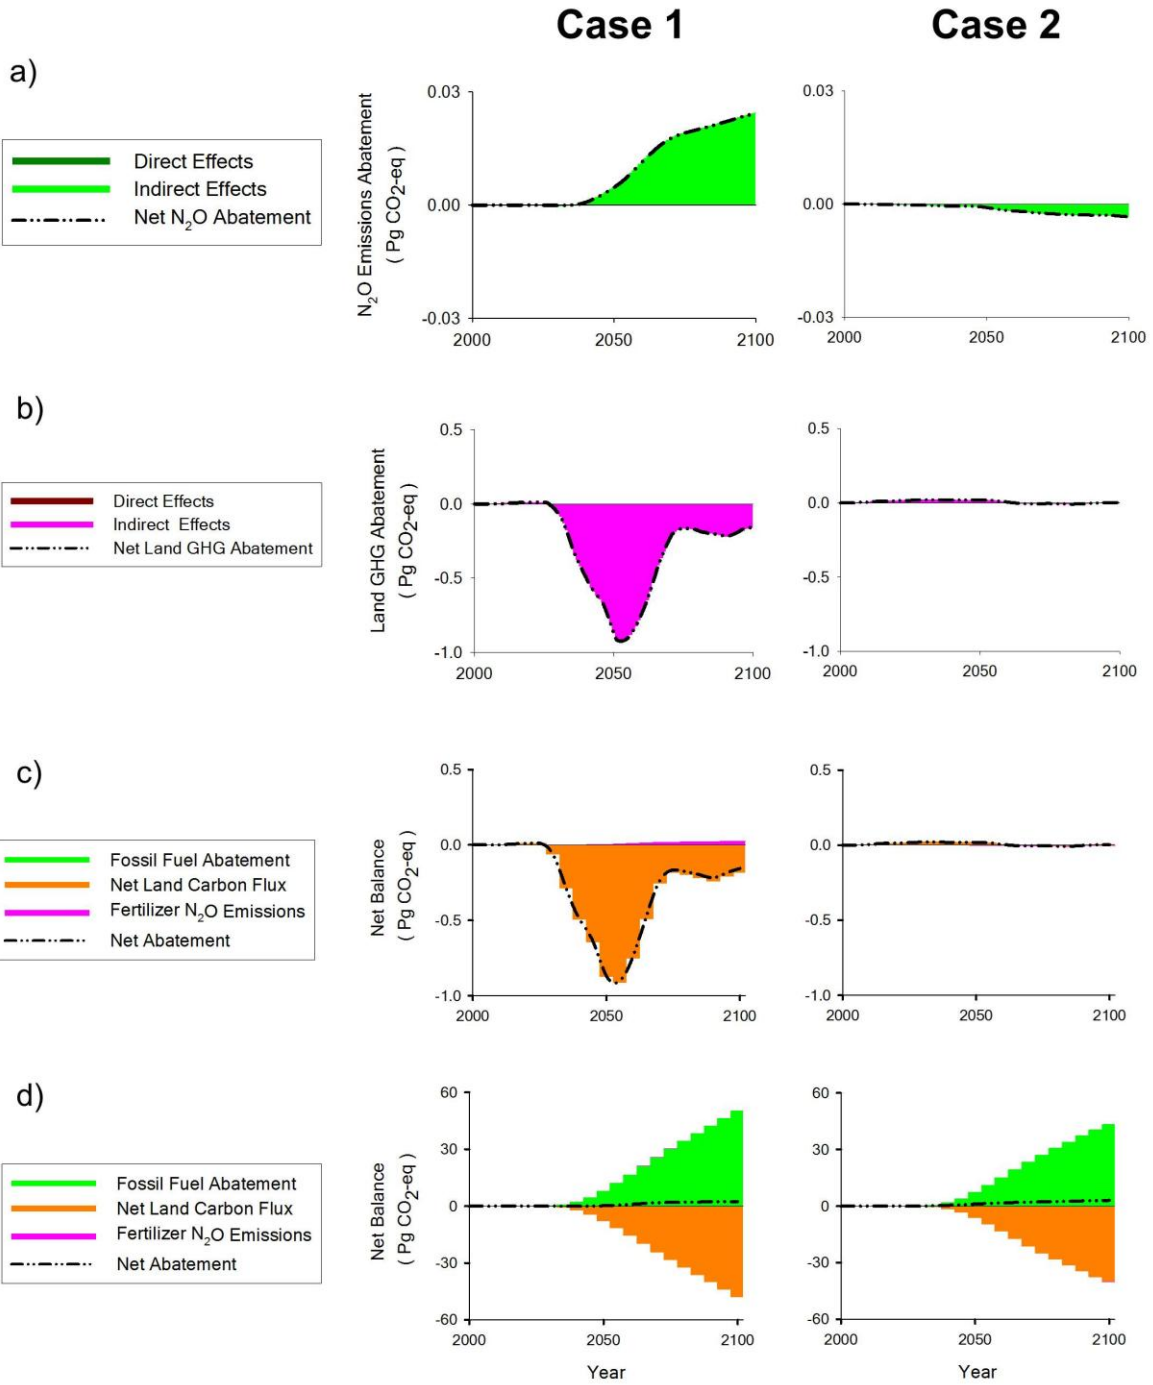 Case 1
Case 2
a)
Direct Effects
Indirect Effects
Net N2O Abatement
N2O Emissions Abatement
( Pg CO2-eq )
0.03
0.00
-0.03
2000
2050
2100
0.03
0.00
-0.03
2000
2050
2100
b)
Direct Effects
Indirect Effects
Net Land GHG Abatement
Land GHG Abatement
( Pg CO2-eq )
0.5
0.0
-0.5
-1.0
2000
2050
2100
0.5
0.0
-0.5
-1.0
2000
2050
2100
c)
Fossil Fuel Abatement
Net Land Carbon Flux
Fertilizer N2O Emissions
Net Abatement
Net Balance
( Pg CO2-eq )
0.5
0.0
-0.5
-1.0
2000
2050
2100
0.5
0.0
-0.5
-1.0
2000
2050
2100
d)
Fossil Fuel Abatement
Net Land Carbon Flux
Fertilizer N2O Emissions
Net Abatement
Net Balance
( Pg CO2-eq )
60
30
0
-30
-60
2000
2050
2100
Year
60
30
0
-30
-60
2000
2050
2100
Year